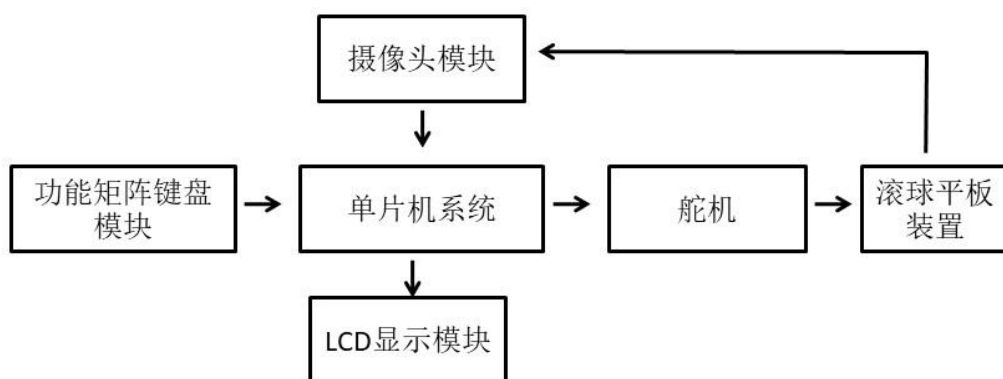 摄像头模块
功能矩阵键盘
模块
单片机系统
舵机
滚球平板
装置
LCD显示模块